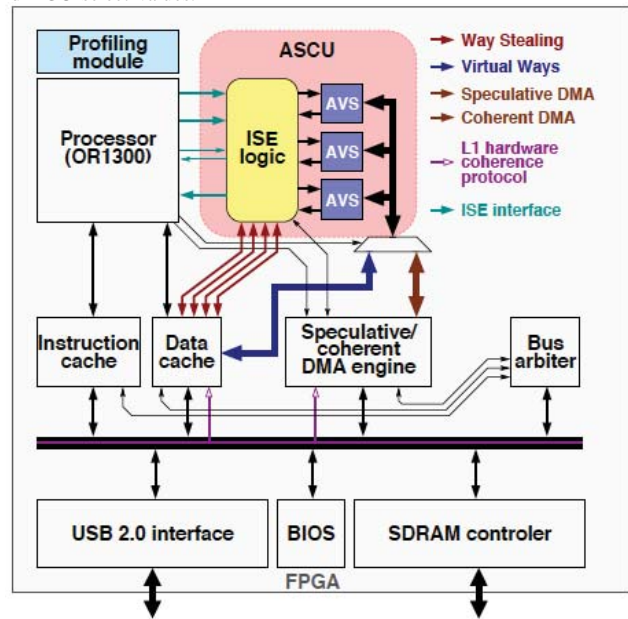 Profiling
module
Processor
(OR1300)
ASCU
ISE
logic
AVS
AVS
AVS
Way Stealing
Virtual Ways
Speculative DMA
Coherent DMA
L1 hardware
coherence
protocol
ISE interface
Instruction
cache
Data
cache
Speculative/
coherent
DMA engine
Bus
arbiter
USB 2.0 interface
BIOS
SDRAM controler
FPGA